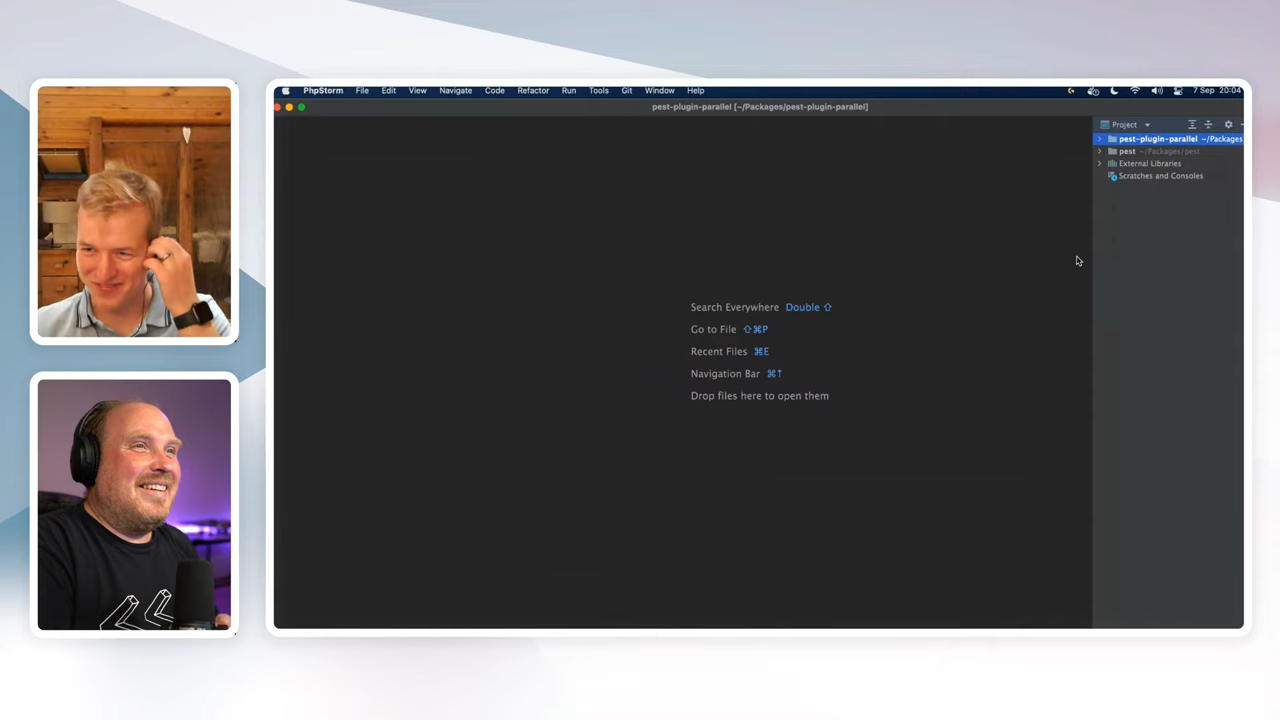 PhpStorm File Edit View Navigate Code Refactor Run Tools Git Window Help 7 Sep 20:04
pest-plugin-parallel [~/Packages/pest-plugin-parallel]
Project
pest-plugin-parallel ~/Packages
pest ~/Packages/pest
External Libraries
Scratches and Consoles
Search Everywhere Double ⇧
Go to File ⇧⌘P
Recent Files ⌘E
Navigation Bar ⌘↑
Drop files here to open them